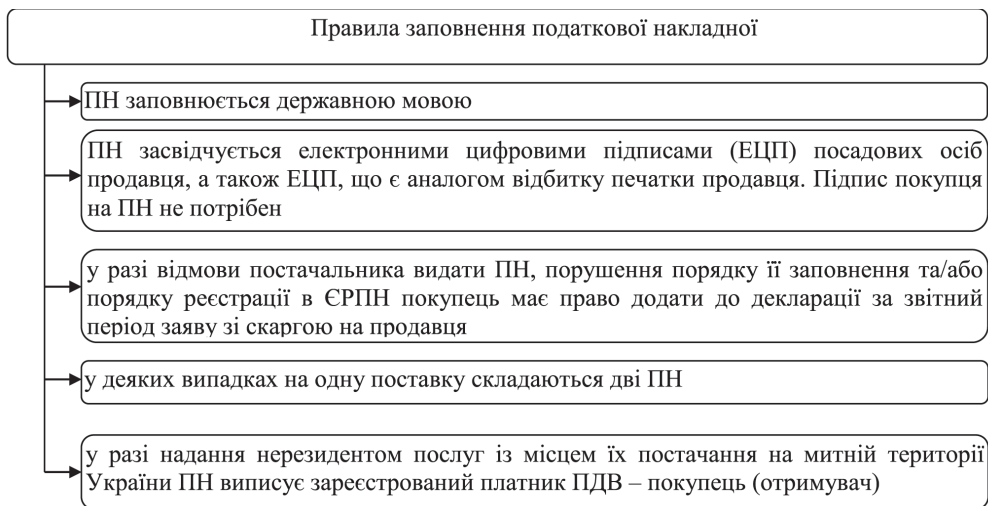 Правила заповнення податкової накладної
ПН заповнюється державною мовою
ПН засвідчується електронними цифровими підписами (ЕЦП) посадових осіб
продавця, а також ЕЦП, що є аналогом відбитку печатки продавця. Підпис покупця
на ПН не потрібен
у разі відмови постачальника видати ПН, порушення порядку її заповнення та/або
порядку реєстрації в ЄРПН покупець має право додати до декларації за звітний
період заяву зі скаргою на продавця
у деяких випадках на одну поставку складаються дві ПН
у разі надання нерезидентом послуг із місцем їх постачання на митній території
України ПН виписує зареєстрований платник ПДВ – покупець (отримувач)